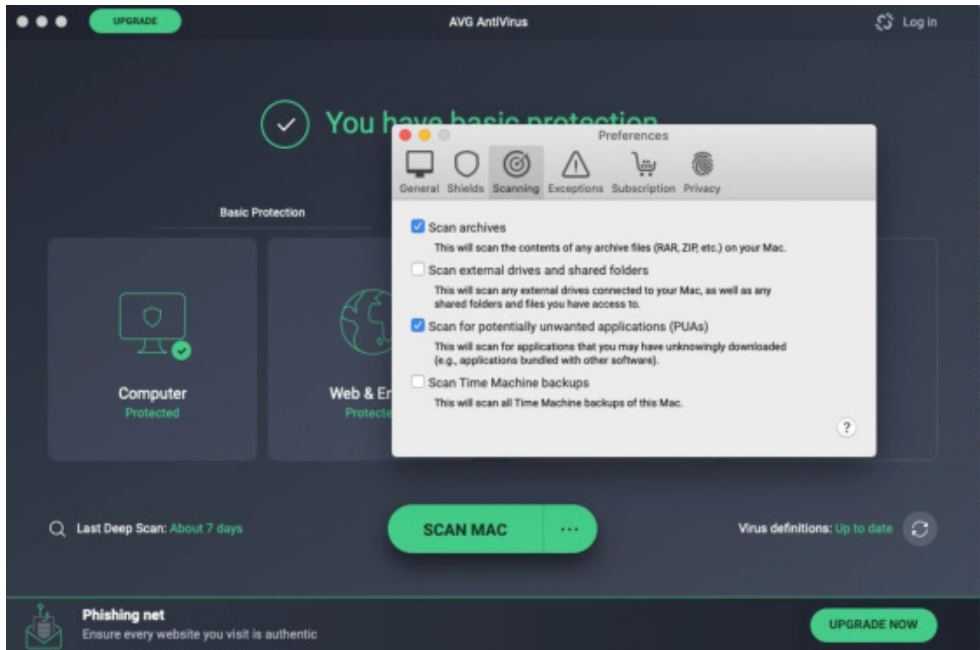 UPGRADE
AVG AntiVirus
Log in
You have basic protection
Preferences
General Shields Scanning Exceptions Subscription Privacy
Basic Protection
Scan archives
This will scan the contents of any archive files (RAR, ZIP, etc.) on your Mac.
Scan external drives and shared folders
This will scan any external drives connected to your Mac, as well as any
shared folders and files you have access to.
Scan for potentially unwanted applications (PUAs)
This will scan for applications that you may have unknowingly downloaded
(e.g., applications bundled with other software).
Scan Time Machine backups
This will scan all Time Machine backups of this Mac.
?
Computer
Protected
Web & E
Protecte
Last Deep Scan: About 7 days
SCAN MAC
Virus definitions: Up to date
Phishing net
Ensure every website you visit is authentic
UPGRADE NOW